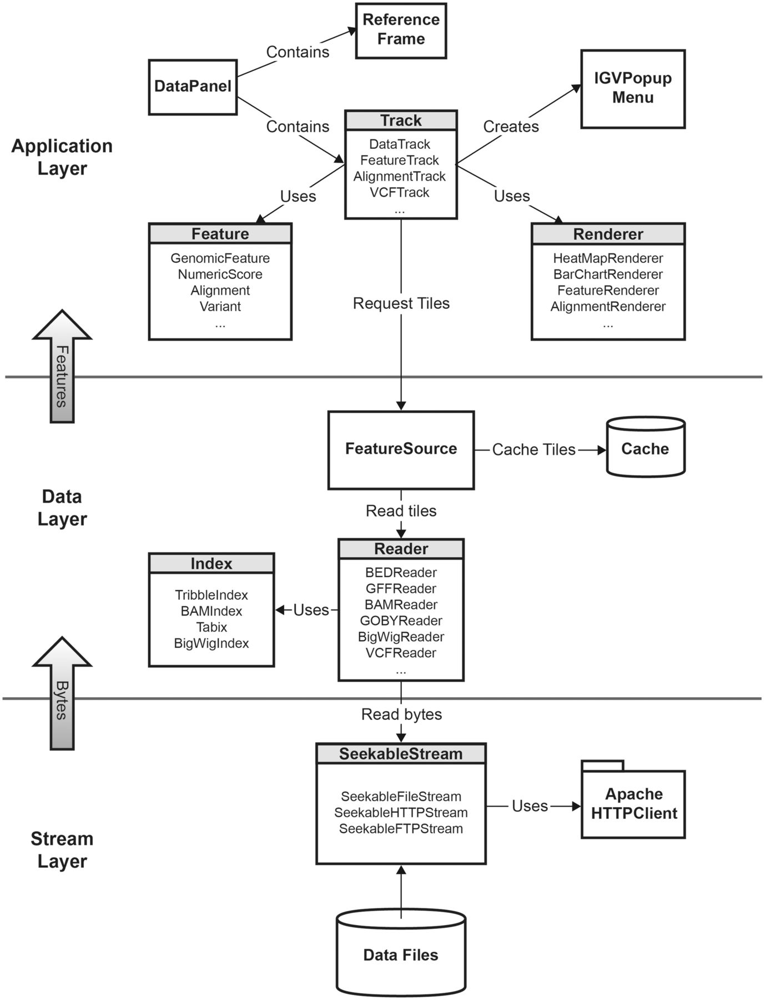 Reference
Frame
Contains
DataPanel
IGVPopup
Menu
Contains
Track
DataTrack
FeatureTrack
AlignmentTrack
VCFTrack
...
Creates
Application
Layer
Uses
Uses
Feature
GenomicFeature
NumericScore
Alignment
Variant
...
Renderer
HeatMapRenderer
BarChartRenderer
FeatureRenderer
AlignmentRenderer
...
Request Tiles
Features
FeatureSource
Cache Tiles
Cache
Data
Layer
Read tiles
Reader
BEDReader
GFFReader
BAMReader
GOBYReader
BigWigReader
VCFReader
...
Index
TribbleIndex
BAMIndex
Tabix
BigWigIndex
Uses
Bytes
Read bytes
SeekableStream
SeekableFileStream
SeekableHTTPStream
SeekableFTPStream
Uses
Apache
HTTPClient
Stream
Layer
Data Files